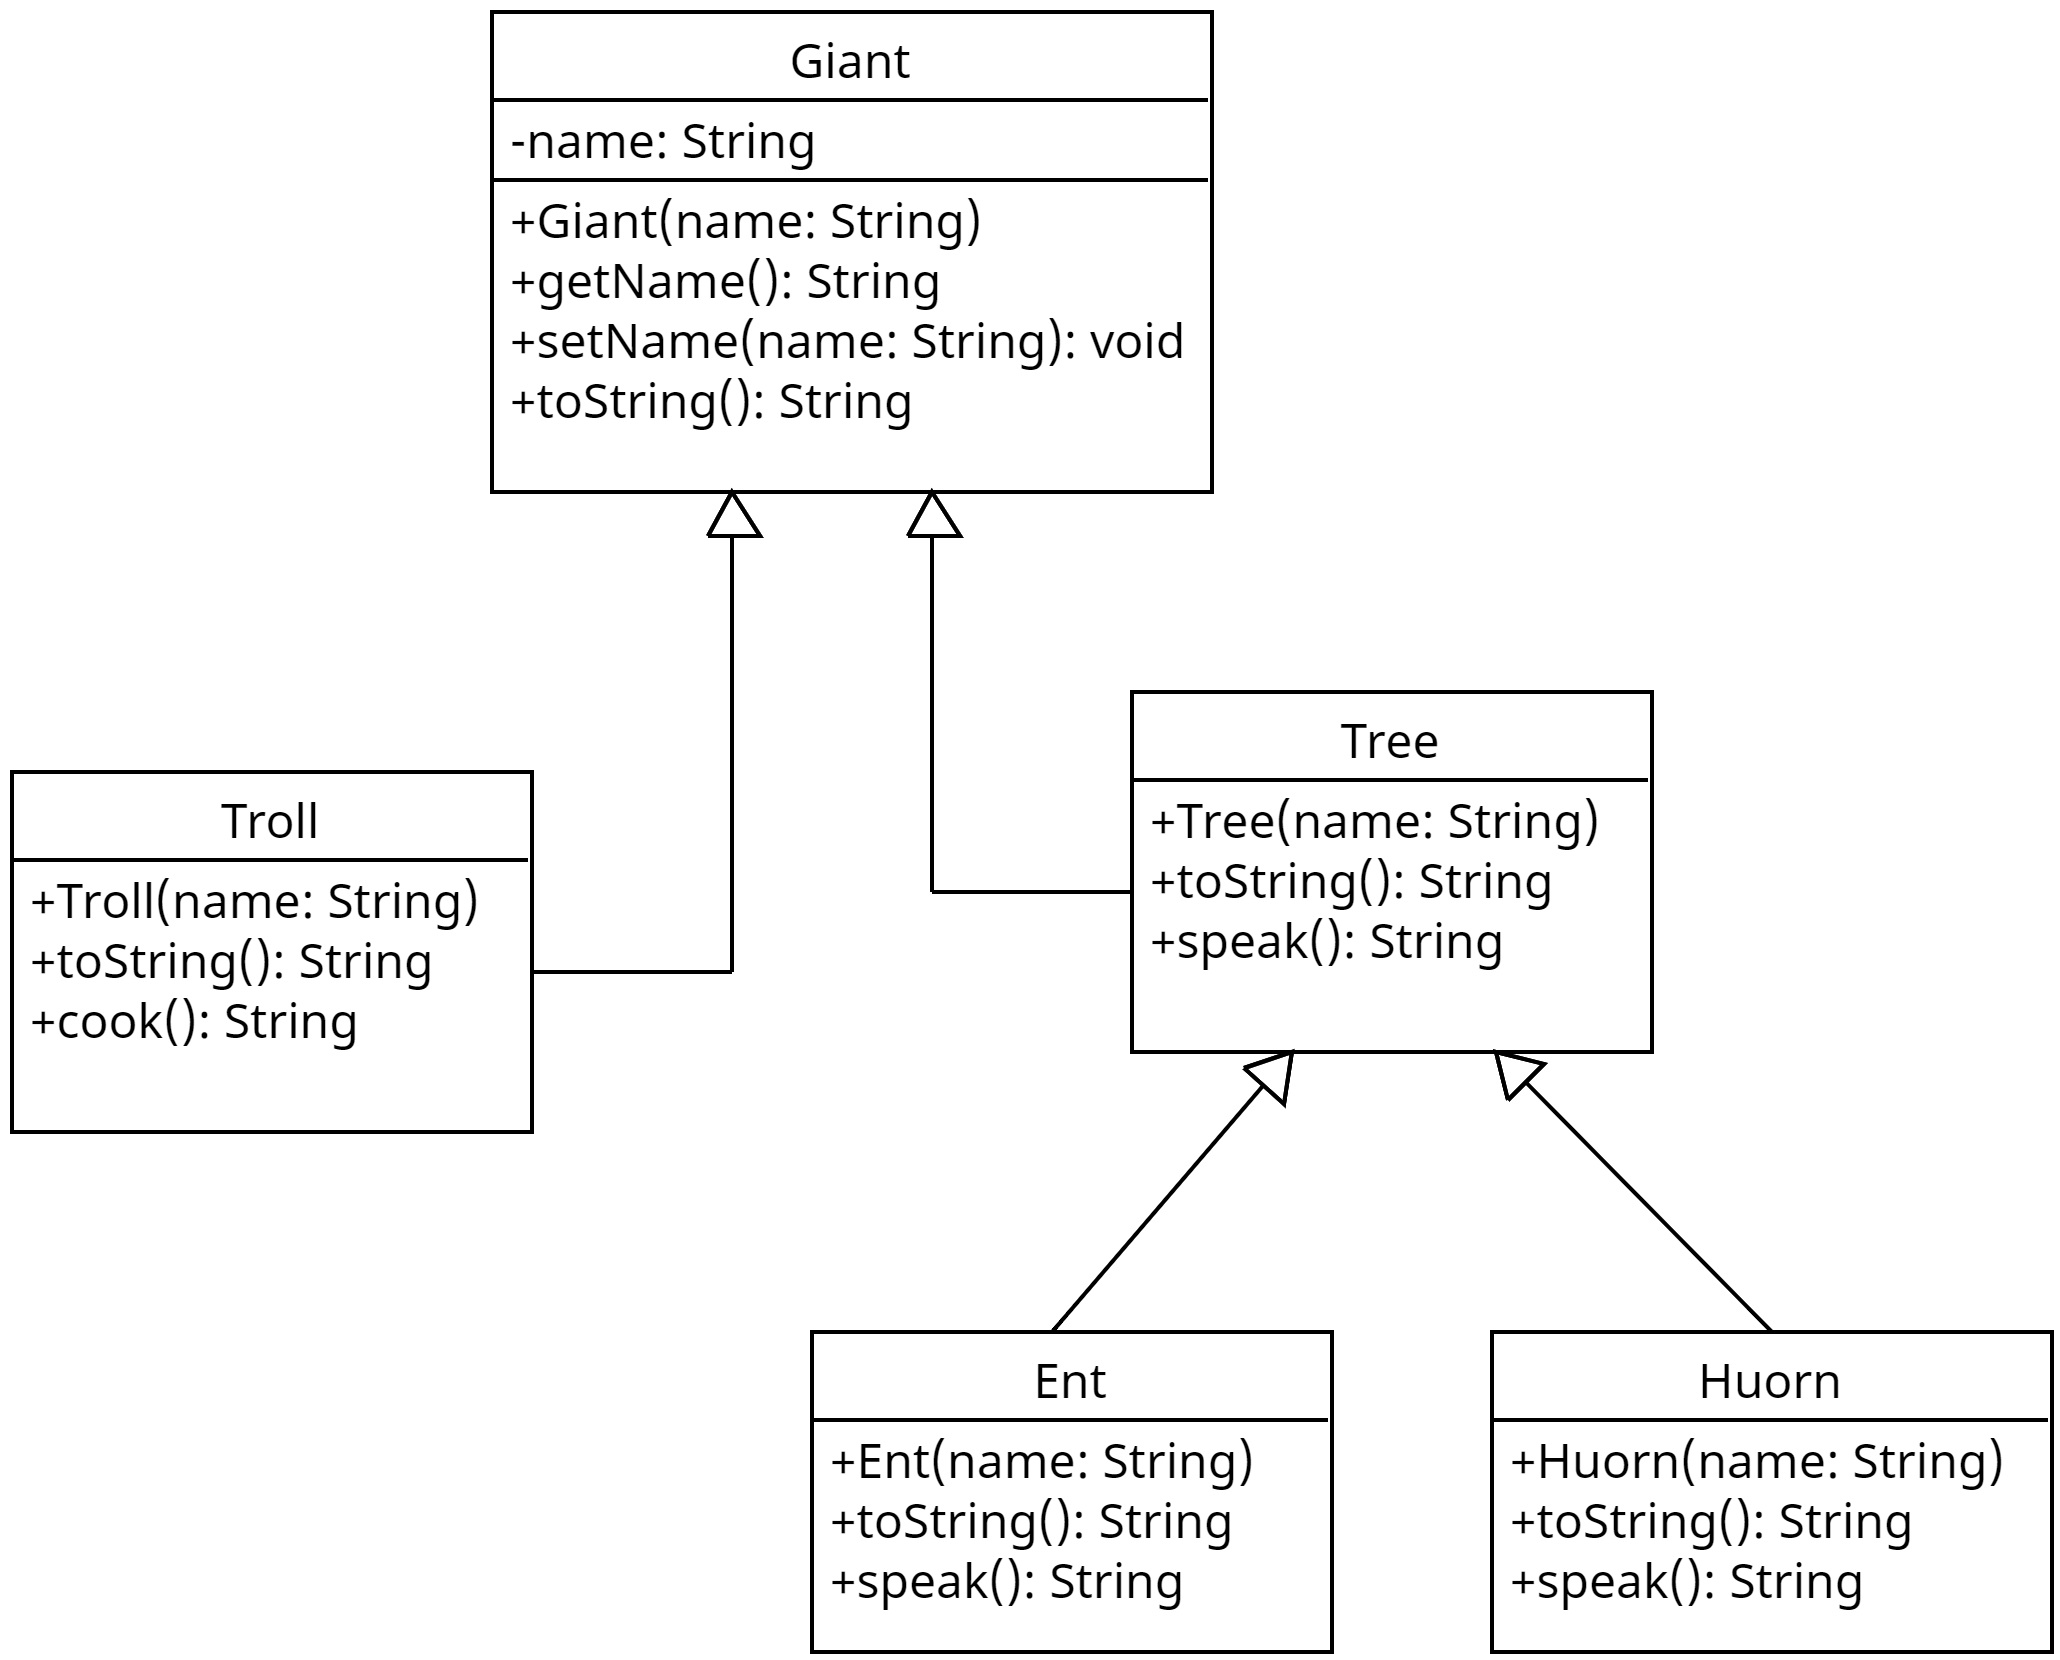 Giant
-name: String
+Giant(name: String)
+getName(): String
+setName(name: String): void
+toString(): String
Troll
+Troll(name: String)
+toString(): String
+cook(): String
Tree
+Tree(name: String)
+toString(): String
+speak(): String
Ent
+Ent(name: String)
+toString(): String
+speak(): String
Huorn
+Huorn(name: String)
+toString(): String
+speak(): String